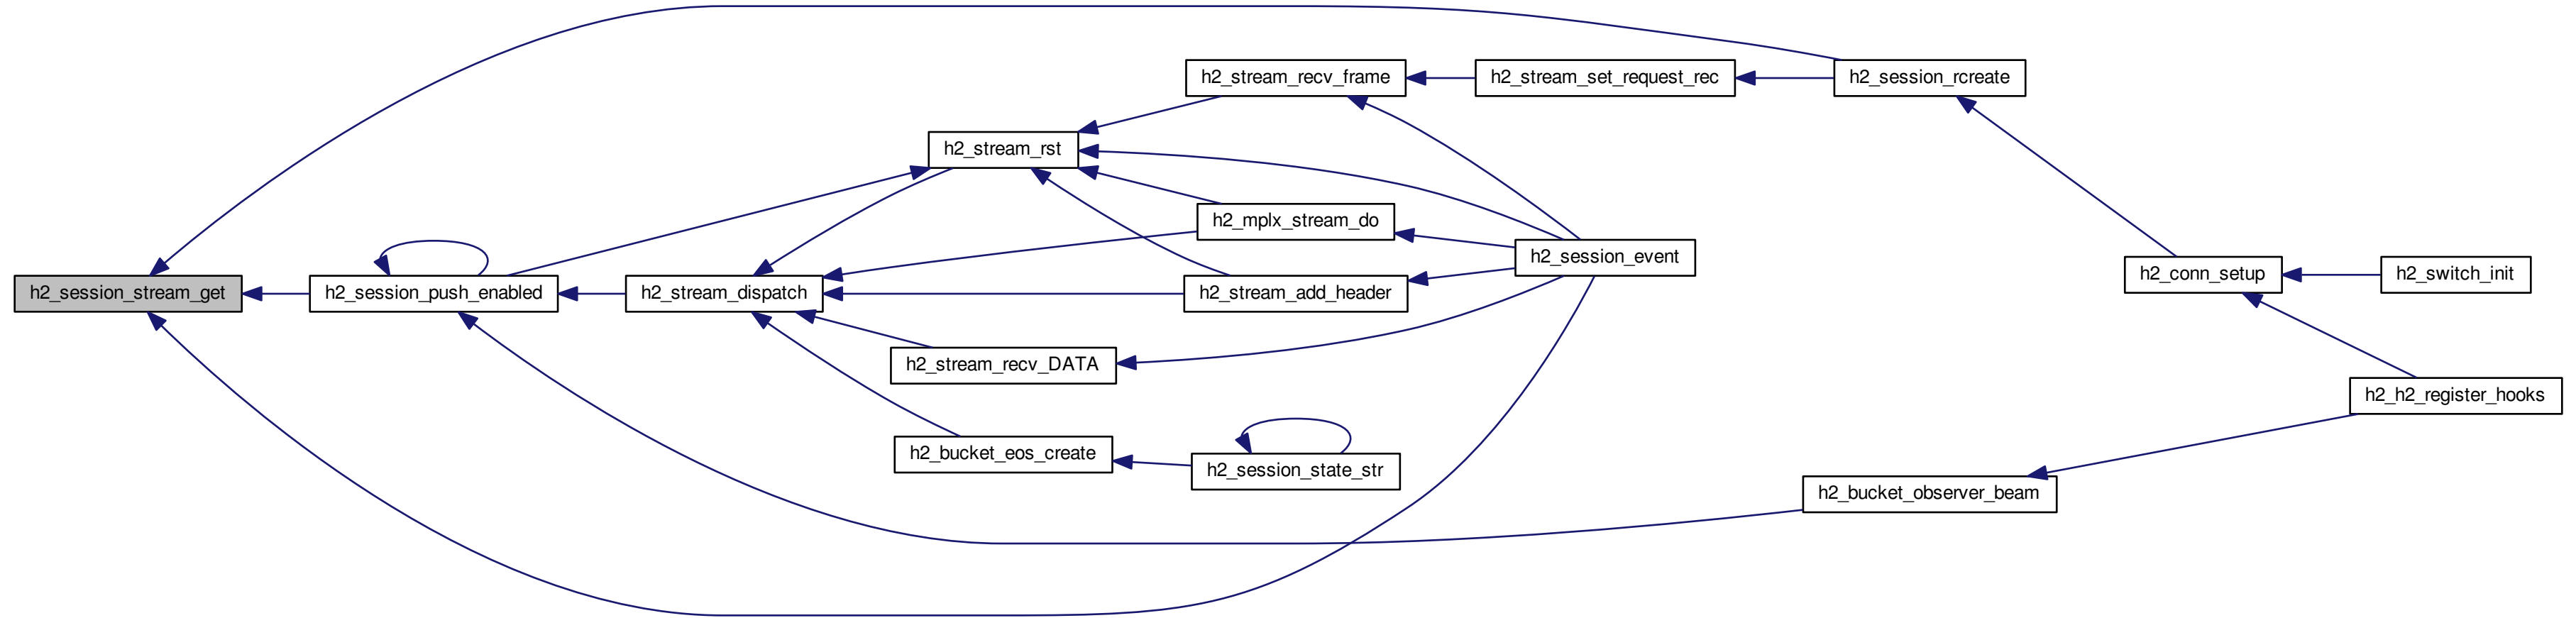 h2_stream_recv_frame
h2_stream_set_request_rec
h2_session_rcreate
h2_stream_rst
h2_mplx_stream_do
h2_session_event
h2_session_stream_get
h2_session_push_enabled
h2_stream_dispatch
h2_stream_add_header
h2_conn_setup
h2_switch_init
h2_stream_recv_DATA
h2_h2_register_hooks
h2_bucket_eos_create
h2_session_state_str
h2_bucket_observer_beam